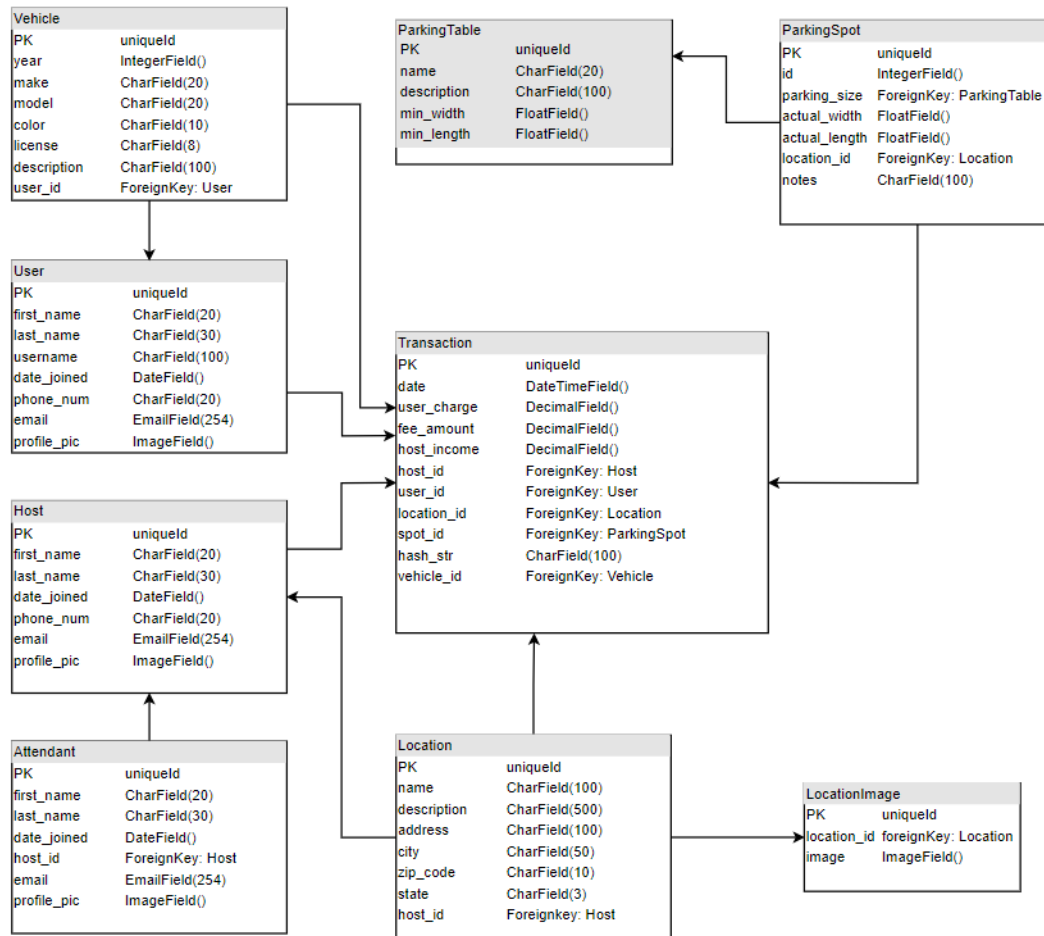 Vehicle
PK uniqueId
year IntegerField()
make CharField(20)
model CharField(20)
color CharField(10)
license CharField(8)
description CharField(100)
user_id ForeignKey: User
ParkingTable
PK uniqueId
name CharField(20)
description CharField(100)
min_width FloatField()
min_length FloatField()
ParkingSpot
PK uniqueId
id IntegerField()
parking_size ForeignKey: ParkingTable
actual_width FloatField()
actual_length FloatField()
location_id ForeignKey: Location
notes CharField(100)
User
PK uniqueId
first_name CharField(20)
last_name CharField(30)
username CharField(100)
date_joined DateField()
phone_num CharField(20)
email EmailField(254)
profile_pic ImageField()
Transaction
PK uniqueId
date DateTimeField()
user_charge DecimalField()
fee_amount DecimalField()
host_income DecimalField()
host_id ForeignKey: Host
user_id ForeignKey: User
location_id ForeignKey: Location
spot_id ForeignKey: ParkingSpot
hash_str CharField(100)
vehicle_id ForeignKey: Vehicle
Host
PK uniqueId
first_name CharField(20)
last_name CharField(30)
date_joined DateField()
phone_num CharField(20)
email EmailField(254)
profile_pic ImageField()
Attendant
PK uniqueId
first_name CharField(20)
last_name CharField(30)
date_joined DateField()
host_id ForeignKey: Host
email EmailField(254)
profile_pic ImageField()
Location
PK uniqueId
name CharField(100)
description CharField(500)
address CharField(100)
city CharField(50)
zip_code CharField(10)
state CharField(3)
host_id Foreignkey: Host
LocationImage
PK uniqueId
location_id foreignKey: Location
image ImageField()